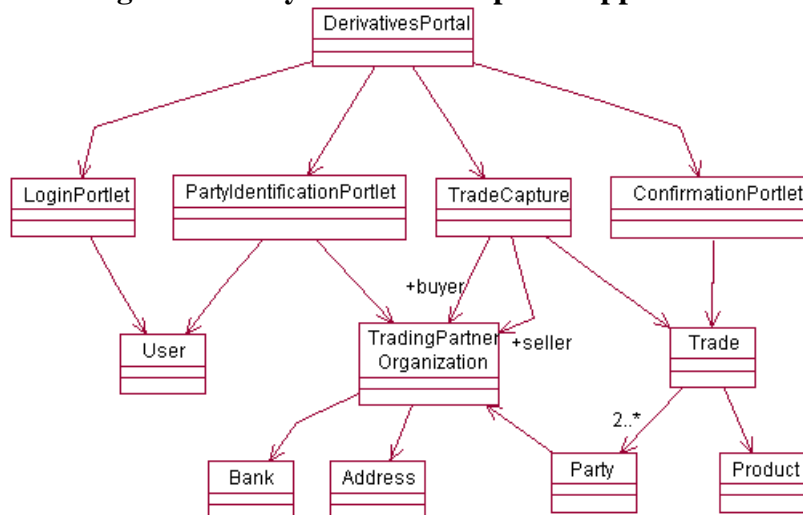 DerivativesPortal
LoginPortlet
PartyIdentificationPortlet
TradeCapture
ConfirmationPortlet
+buyer
+seller
User
TradingPartner
Organization
Trade
2..*
Bank
Address
Party
Product